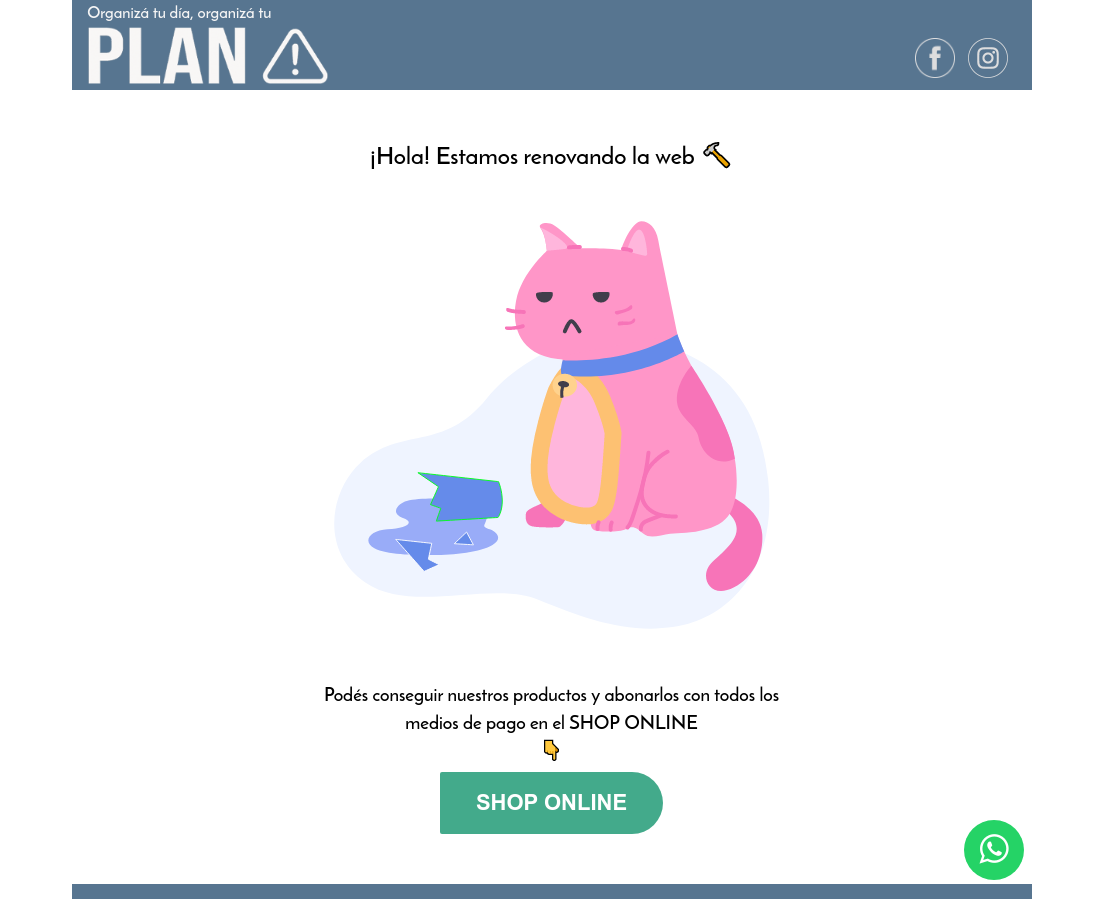 Organizá tu día, organizá tu
PLAN
¡Hola! Estamos renovando la web 🔨
Podés conseguir nuestros productos y abonarlos con todos los
medios de pago en el SHOP ONLINE
👇
SHOP ONLINE